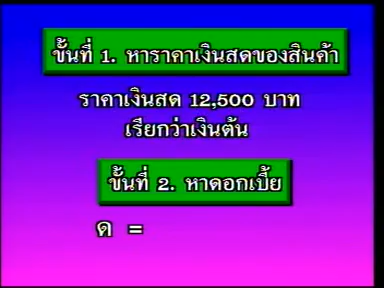 ขั้นที่ 1. หาราคาเงินสดของสินค้า
ราคาเงินสด 12,500 บาท
เรียกว่าเงินต้น
ขั้นที่ 2. หาดอกเบี้ย
ด =